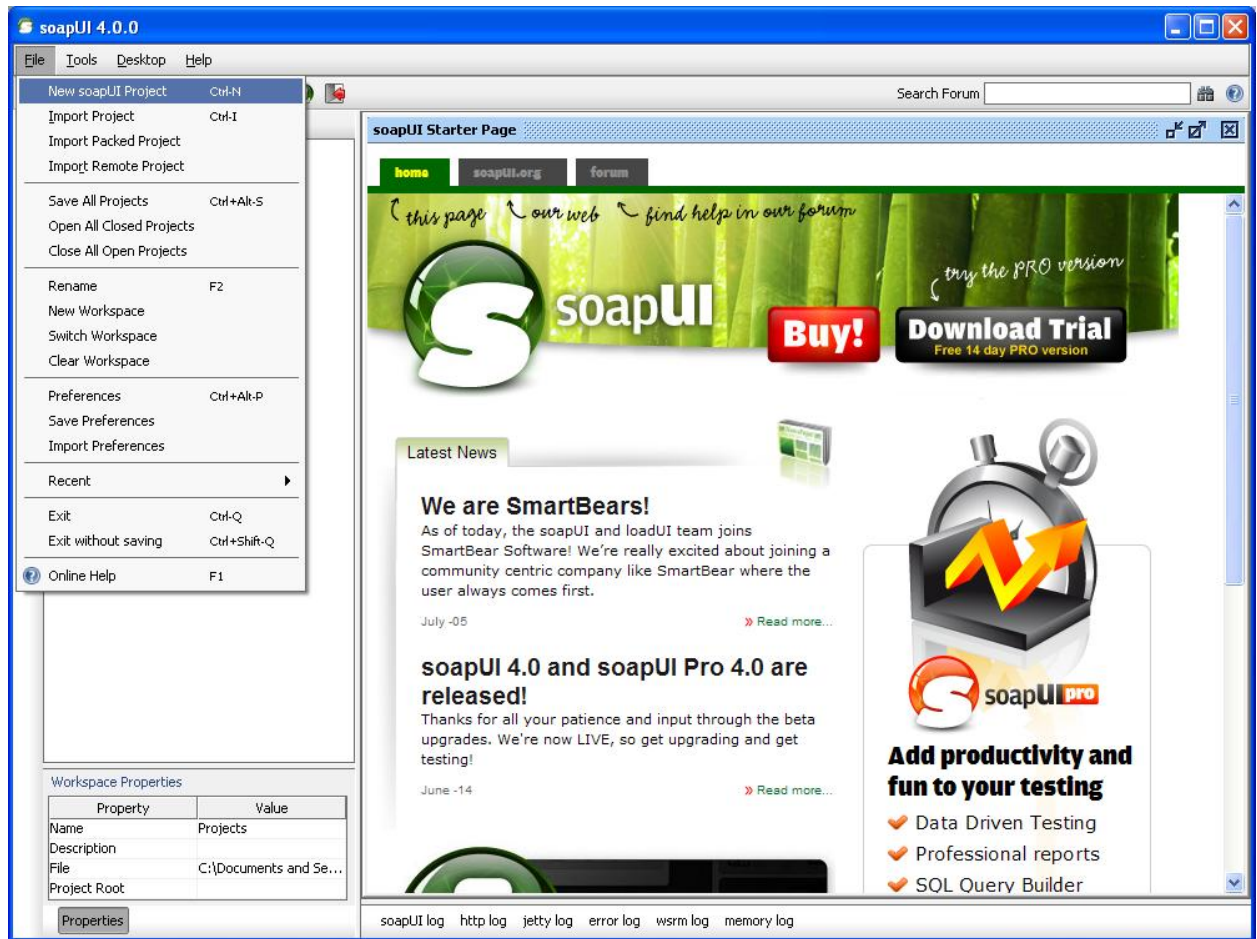 soapUI 4.0.0
File Tools Desktop Help
New soapUI Project Ctrl-N
Import Project Ctrl-I
Import Packed Project
Import Remote Project
Save All Projects Ctrl+Alt-S
Open All Closed Projects
Close All Open Projects
Rename F2
New Workspace
Switch Workspace
Clear Workspace
Preferences Ctrl+Alt-P
Save Preferences
Import Preferences
Recent
Exit Ctrl-Q
Exit without saving Ctrl+Shift-Q
Online Help F1
Workspace Properties
Property Value
Name Projects
Description
File C:\Documents and Se...
Project Root
Properties
Search Forum
soapUI Starter Page
home soapUI.org forum
this page our web find help in our forum
try the PRO version
soapUI
Buy!
Download Trial
Free 14 day PRO version
Latest News
We are SmartBears!
As of today, the soapUI and loadUI team joins
SmartBear Software! We're really excited about joining a
community centric company like SmartBear where the
user always comes first.
July -05 » Read more...
soapUI 4.0 and soapUI Pro 4.0 are
released!
Thanks for all your patience and input through the beta
upgrades. We're now LIVE, so get upgrading and get
testing!
June -14 » Read more...
soapUI pro
Add productivity and
fun to your testing
Data Driven Testing
Professional reports
SQL Query Builder
soapUI log http log jetty log error log wsrm log memory log